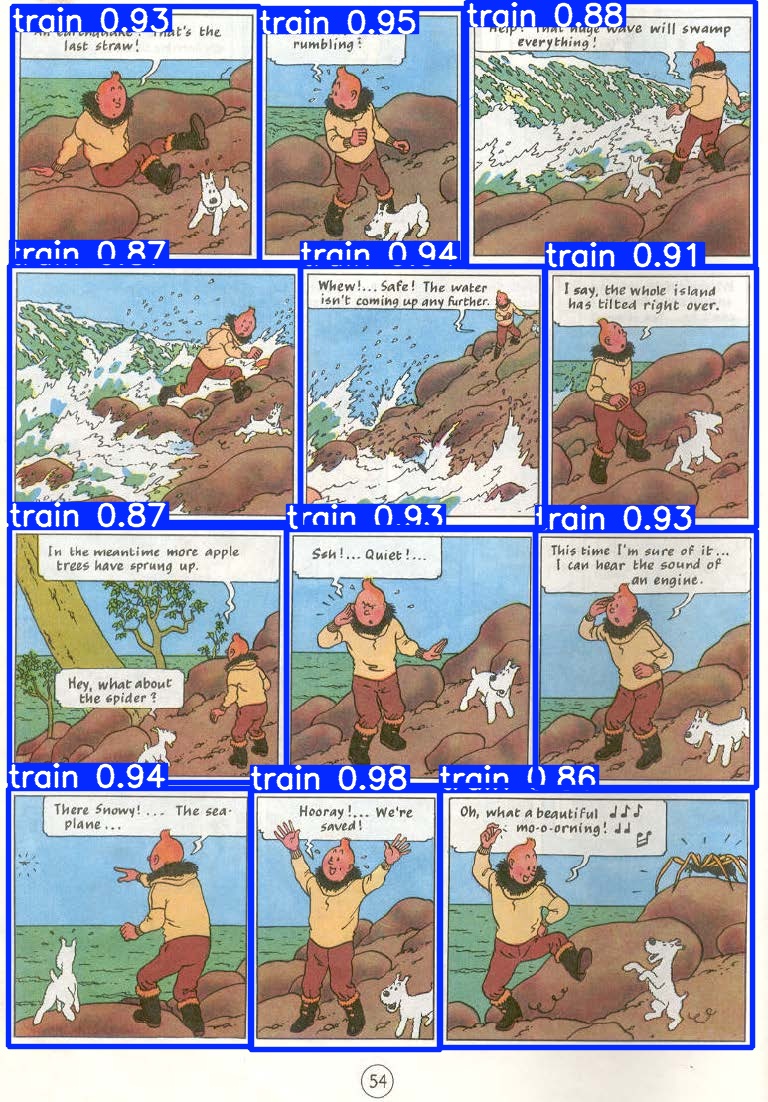 train 0.93
An earthquake! That's the
last straw!
train 0.95
rumbling?
train 0.88
Help! That huge wave will swamp
everything!
train 0.87
train 0.94
Whew!... Safe! The water
isn't coming up any further.
train 0.91
I say, the whole island
has tilted right over.
train 0.87
In the meantime more apple
trees have sprung up.
Hey, what about
the spider?
train 0.93
Ssh!... Quiet!...
train 0.93
This time I'm sure of it...
I can hear the sound of
an engine.
train 0.94
There Snowy!... The sea-
plane...
train 0.98
Hooray!... We're
saved!
train 0.86
Oh, what a beautiful ♩♩♪
mo-o-orning! ♩♩ ♫
54